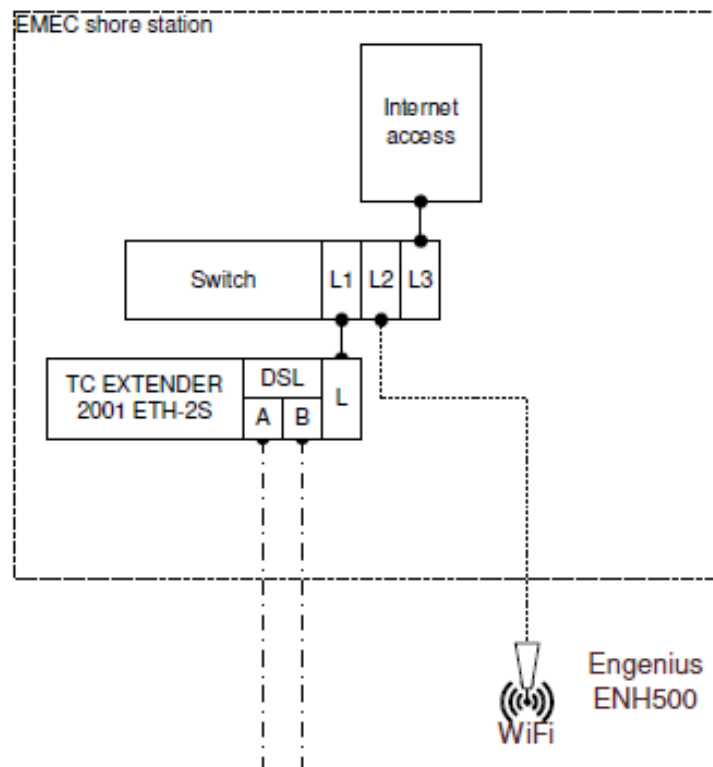 EMEC shore station
Internet
access
Switch
L1
L2
L3
TC EXTENDER
2001 ETH-2S
DSL
A
B
L
Engenius
ENH500
WiFi